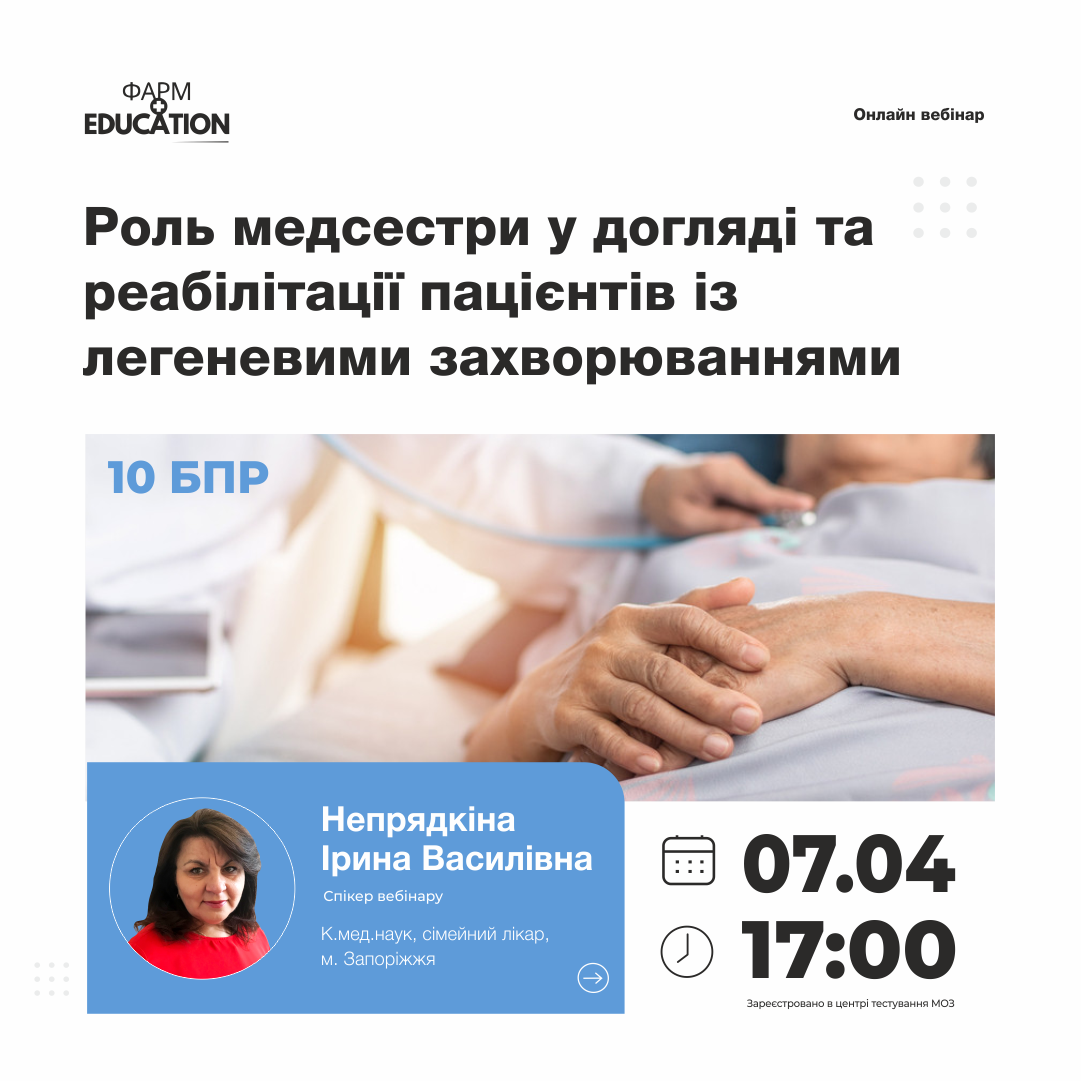 ФАРМ
EDUCATION
Онлайн вебінар
Роль медсестри у догляді та
реабілітації пацієнтів із
легеневими захворюваннями
10 БПР
Непрядкіна
Ірина Василівна
Спікер вебінару
К.мед.наук, сімейний лікар,
м. Запоріжжя
07.04
17:00
Зареєстровано в центрі тестування МОЗ